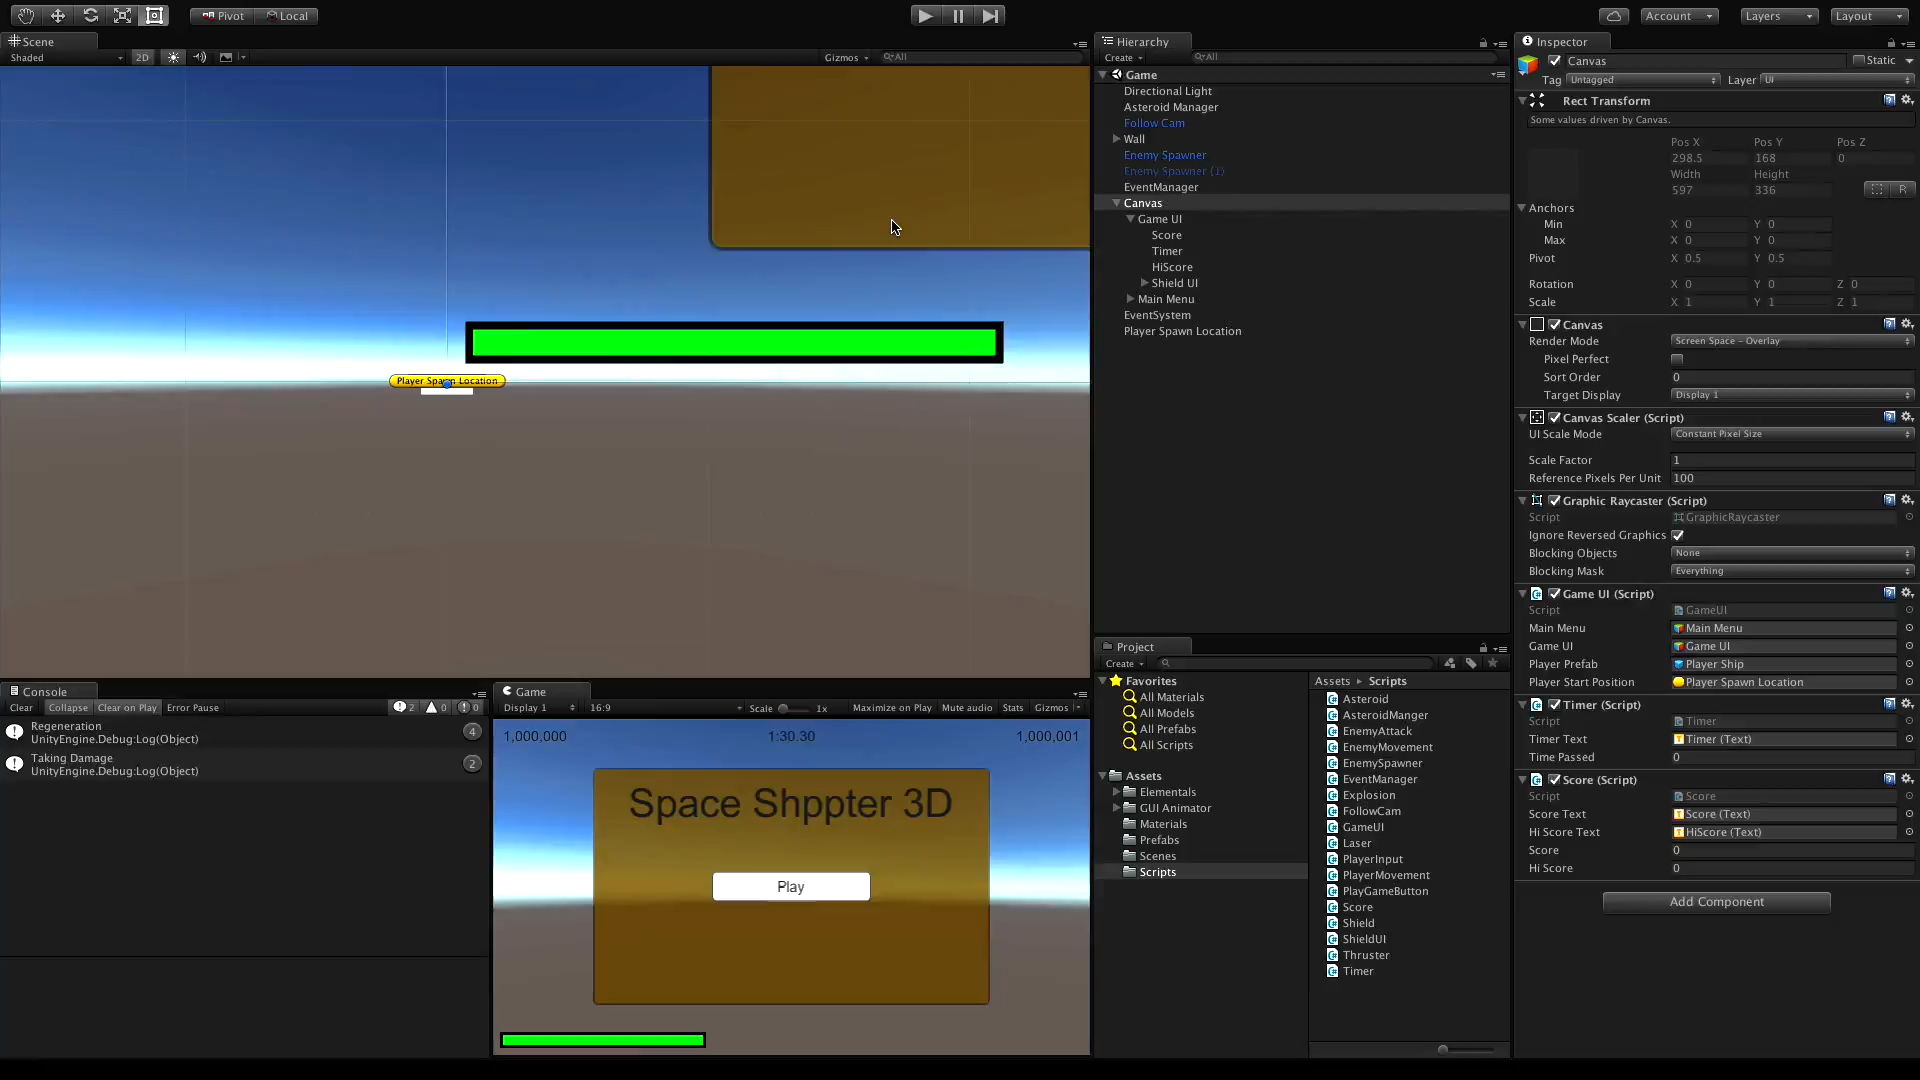 Pivot Local Account Layers Layout
Scene
Shaded 2D Gizmos All
Player Spawn Location
Console
Clear Collapse Clear on Play Error Pause 2 0 0
Regeneration
UnityEngine.Debug:Log(Object)
4
Taking Damage
UnityEngine.Debug:Log(Object)
2
Game
Display 1 16:9 Scale 1x Maximize on Play Mute audio Stats Gizmos
1,000,000 1:30.30 1,000,001
Space Shppter 3D
Play
Hierarchy
Create All
Game
Directional Light
Asteroid Manager
Follow Cam
Wall
Enemy Spawner
Enemy Spawner (1)
EventManager
Canvas
Game UI
Score
Timer
HiScore
Shield UI
Main Menu
EventSystem
Player Spawn Location
Project
Create
Favorites
All Materials
All Models
All Prefabs
All Scripts
Assets
Elementals
GUI Animator
Materials
Prefabs
Scenes
Scripts
Assets Scripts
Asteroid
AsteroidManger
EnemyAttack
EnemyMovement
EnemySpawner
EventManager
Explosion
FollowCam
GameUI
Laser
PlayerInput
PlayerMovement
PlayGameButton
Score
Shield
ShieldUI
Thruster
Timer
Inspector
Canvas Static
Tag Untagged Layer UI
Rect Transform
Some values driven by Canvas.
Pos X Pos Y Pos Z
298.5 168 0
Width Height
597 336 R
Anchors
Min X 0 Y 0
Max X 0 Y 0
Pivot X 0.5 Y 0.5
Rotation X 0 Y 0 Z 0
Scale X 1 Y 1 Z 1
Canvas
Render Mode Screen Space - Overlay
Pixel Perfect
Sort Order 0
Target Display Display 1
Canvas Scaler (Script)
UI Scale Mode Constant Pixel Size
Scale Factor 1
Reference Pixels Per Unit 100
Graphic Raycaster (Script)
Script GraphicRaycaster
Ignore Reversed Graphics
Blocking Objects None
Blocking Mask Everything
Game UI (Script)
Script GameUI
Main Menu Main Menu
Game UI Game UI
Player Prefab Player Ship
Player Start Position Player Spawn Location
Timer (Script)
Script Timer
Timer Text Timer (Text)
Time Passed 0
Score (Script)
Script Score
Score Text Score (Text)
Hi Score Text HiScore (Text)
Score 0
Hi Score 0
Add Component